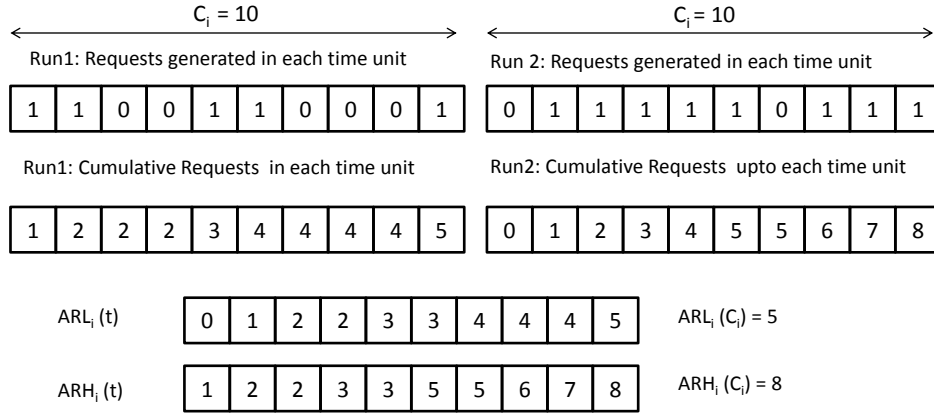 C_i = 10
C_i = 10
Run1: Requests generated in each time unit
Run 2: Requests generated in each time unit
1 1 0 0 1 1 0 0 0 1
0 1 1 1 1 1 0 1 1 1
Run1: Cumulative Requests in each time unit
Run2: Cumulative Requests upto each time unit
1 2 2 2 3 4 4 4 4 5
0 1 2 3 4 5 5 6 7 8
ARL_i (t)
0 1 2 2 3 3 4 4 4 5
ARL_i (C_i) = 5
ARH_i (t)
1 2 2 3 3 5 5 6 7 8
ARH_i (C_i) = 8